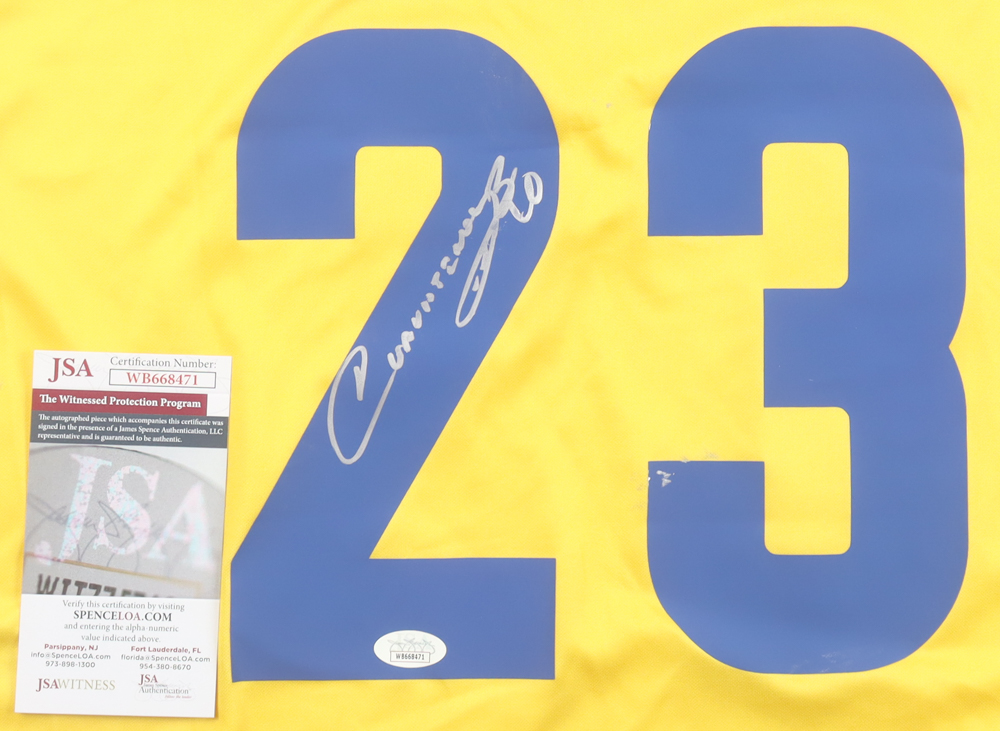 23
JSA
Certification Number:
WB668471
The Witnessed Protection Program
The autographed piece which accompanies this certificate was
signed in the presence of a James Spence Authentication, LLC
representative and is guaranteed to be authentic.
JSA
Verify this certification by visiting
SPENCELOA.COM
and entering the alpha-numeric
value indicated above.
Parsippany, NJ
info@SpenceLOA.com
973-898-1300
Fort Lauderdale, FL
florida@SpenceLOA.com
954-380-8670
JSAWITNESS
JSA
Authentication
WB668471